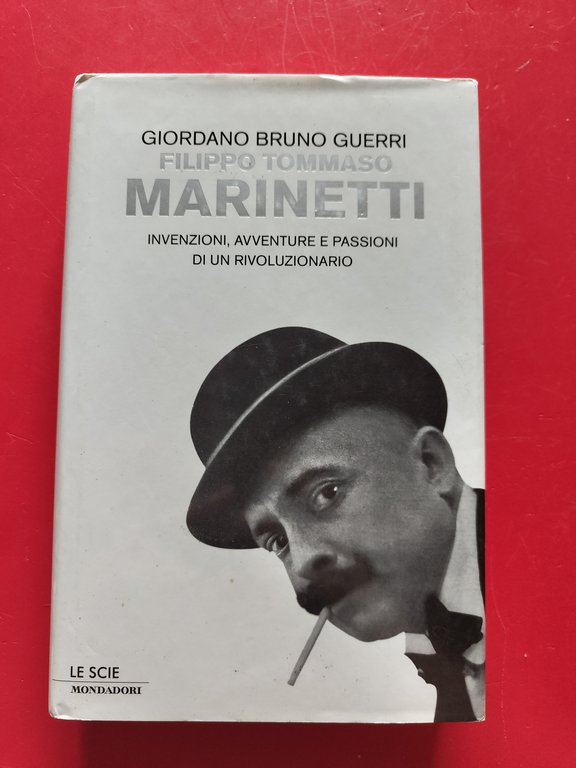 GIORDANO BRUNO GUERRI
FILIPPO TOMMASO
MARINETTI
INVENZIONI, AVVENTURE E PASSIONI
DI UN RIVOLUZIONARIO
LE SCIE
MONDADORI